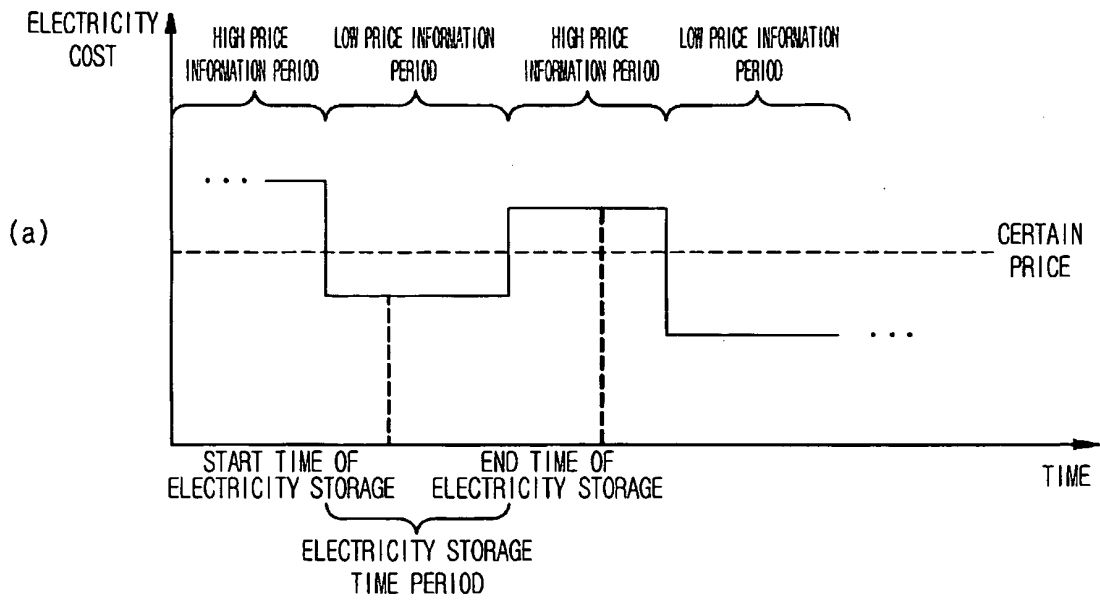 ELECTRICITY
COST
HIGH PRICE
INFORMATION PERIOD
LOW PRICE INFORMATION
PERIOD
HIGH PRICE
INFORMATION PERIOD
LOW PRICE INFORMATION
PERIOD
(a)
CERTAIN
PRICE
START TIME OF
ELECTRICITY STORAGE
END TIME OF
ELECTRICITY STORAGE
TIME
ELECTRICITY STORAGE
TIME PERIOD